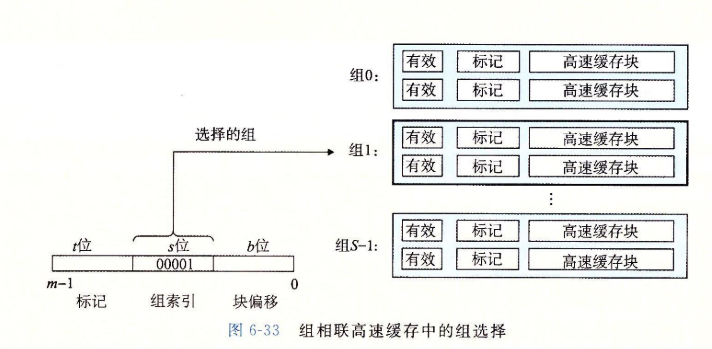 组0：
有效 标记 高速缓存块
有效 标记 高速缓存块
选择的组
组1：
有效 标记 高速缓存块
有效 标记 高速缓存块
⋮
组S-1：
有效 标记 高速缓存块
有效 标记 高速缓存块
t位 s位 b位
00001
m-1 0
标记 组索引 块偏移
图 6-33 组相联高速缓存中的组选择